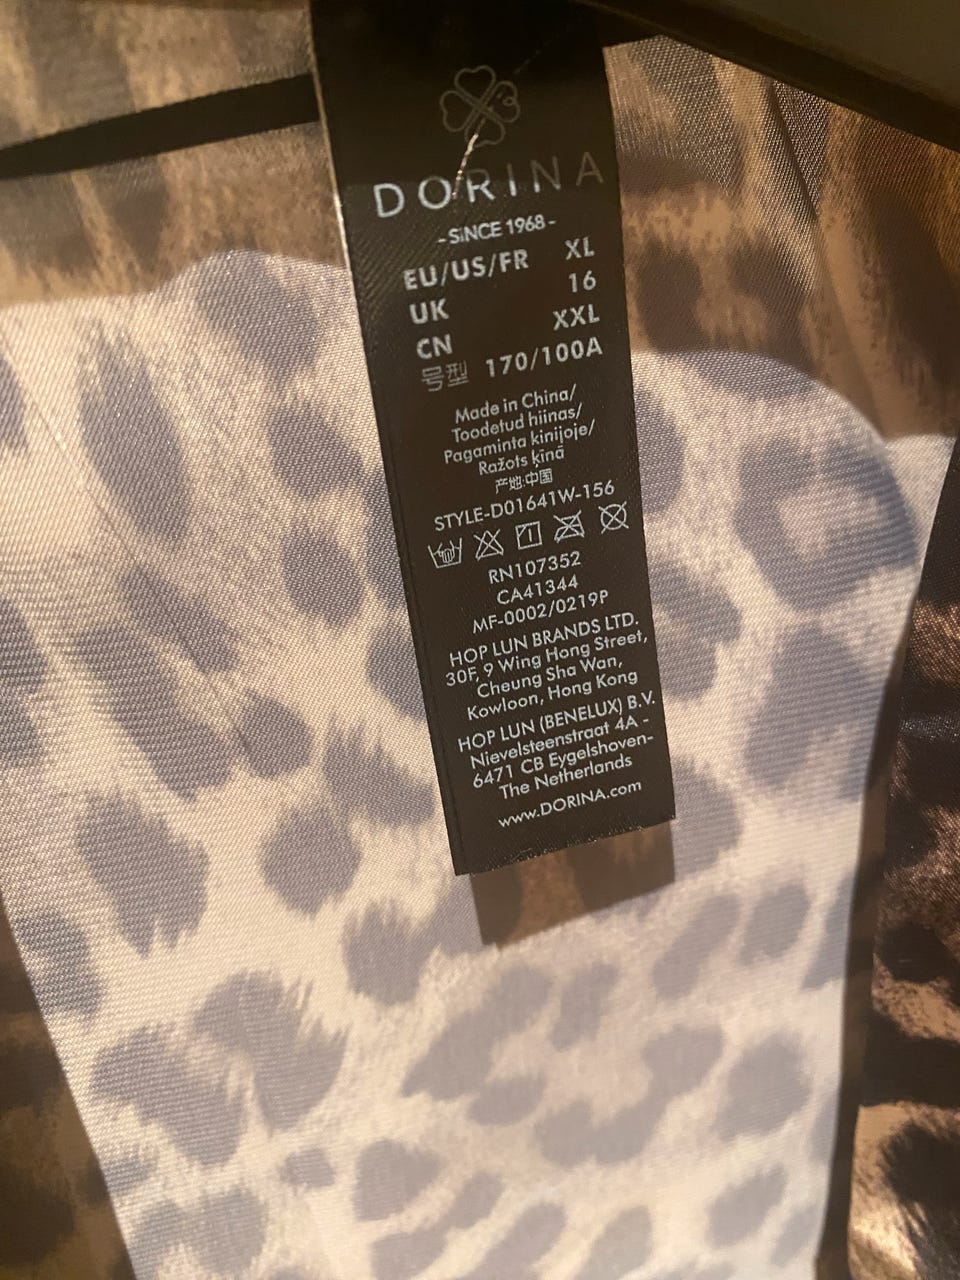 DORINA
- SINCE 1968 -
EU/US/FR XL
UK 16
CN XXL
号型 170/100A
Made in China/
Toodetud hiinas/
Pagaminta kinijoje/
Ražots ķīnā
产地:中国
STYLE-D01641W-156
RN107352
CA41344
MF-0002/0219P
HOP LUN BRANDS LTD.
30F, 9 Wing Hong Street,
Cheung Sha Wan,
Kowloon, Hong Kong
HOP LUN (BENELUX) B.V.
Nievelsteenstraat 4A -
6471 CB Eygelshoven-
The Netherlands
www.DORINA.com